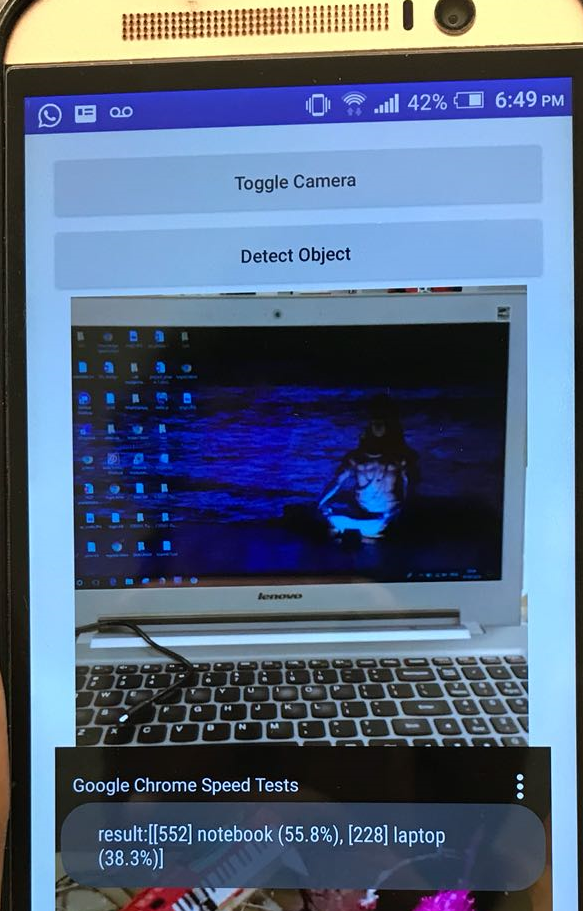 42% 6:49 PM
Toggle Camera
Detect Object
lenovo
Google Chrome Speed Tests
result:[[552] notebook (55.8%), [228] laptop
(38.3%)]